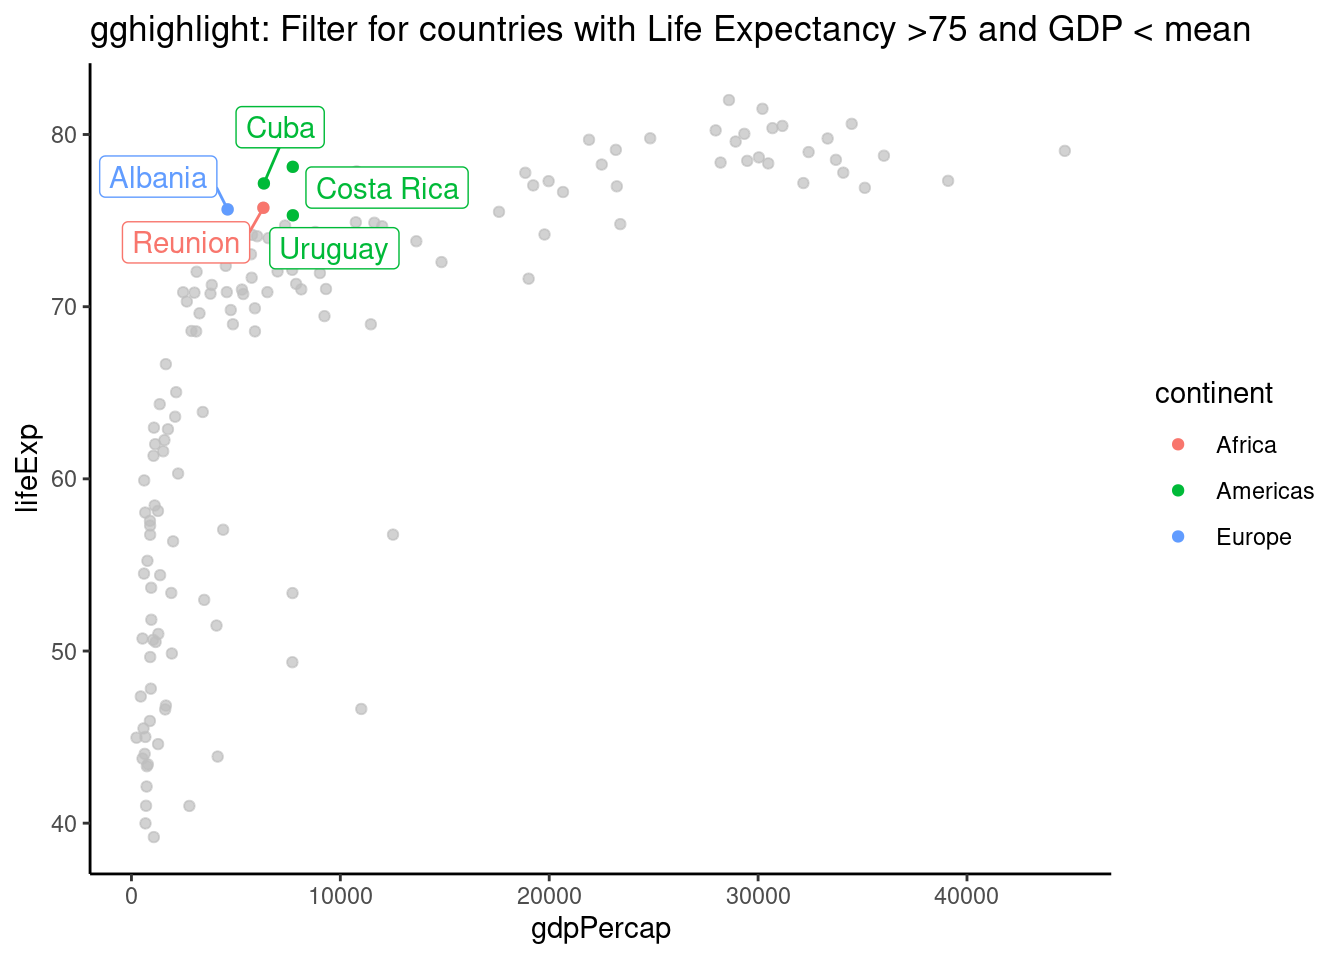 gghighlight: Filter for countries with Life Expectancy >75 and GDP < mean
Cuba
Albania
Costa Rica
Reunion
Uruguay
80
70
60
50
40
lifeExp
0 10000 20000 30000 40000
gdpPercap
continent
Africa
Americas
Europe